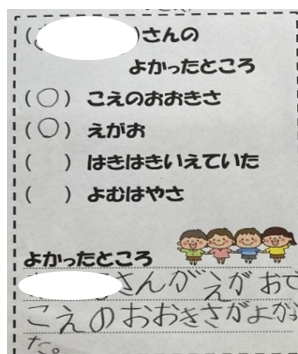 ( )さんの
よかったところ
(○) こえのおおきさ
(○) えがお
( ) はきはきいえていた
( ) よむはやさ
よかったところ
さんがえがおで
こえのおおきさがよかっ
た。